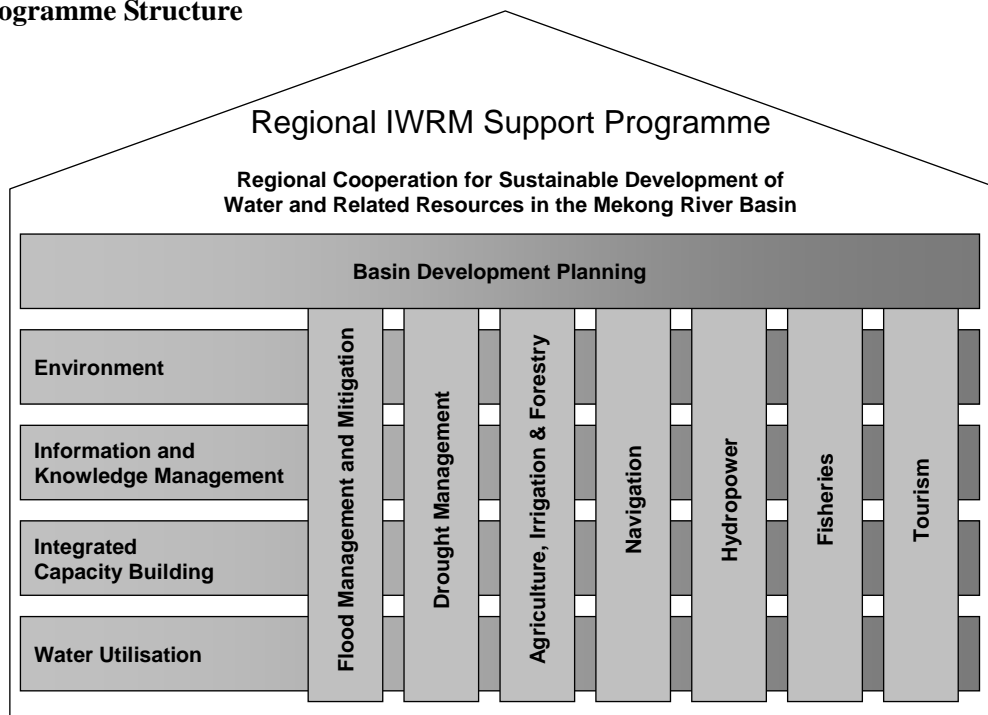 ogramme Structure
Regional IWRM Support Programme
Regional Cooperation for Sustainable Development of
Water and Related Resources in the Mekong River Basin
Basin Development Planning
Environment
Information and
Knowledge Management
Integrated
Capacity Building
Water Utilisation
Flood Management and Mitigation
Drought Management
Agriculture, Irrigation & Forestry
Navigation
Hydropower
Fisheries
Tourism